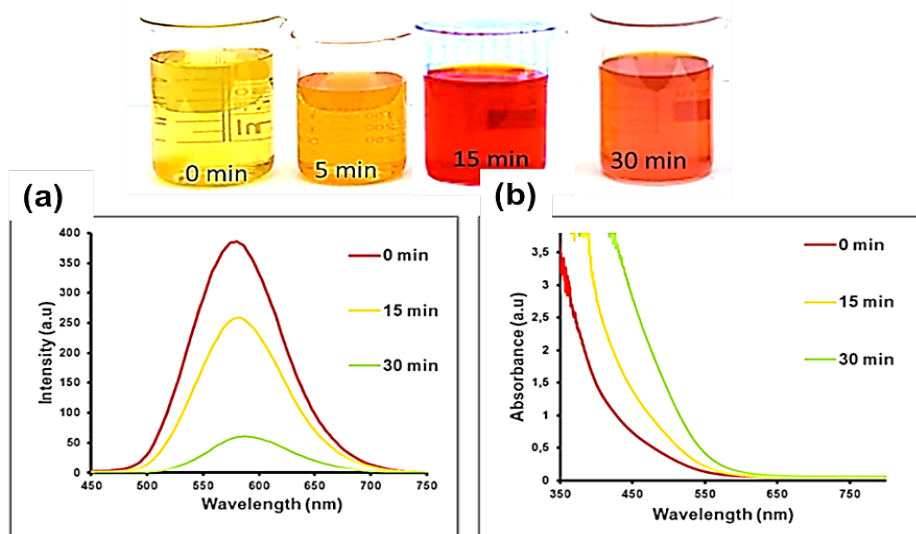 0 min
5 min
15 min
30 min
(a)
(b)
Intensity (a.u)
400
350
300
250
200
150
100
50
0
450 500 550 600 650 700 750
Wavelength (nm)
0 min
15 min
30 min
Absorbance (a.u)
3,5
3
2,5
2
1,5
1
0,5
0
350 450 550 650 750
Wavelength (nm)
0 min
15 min
30 min